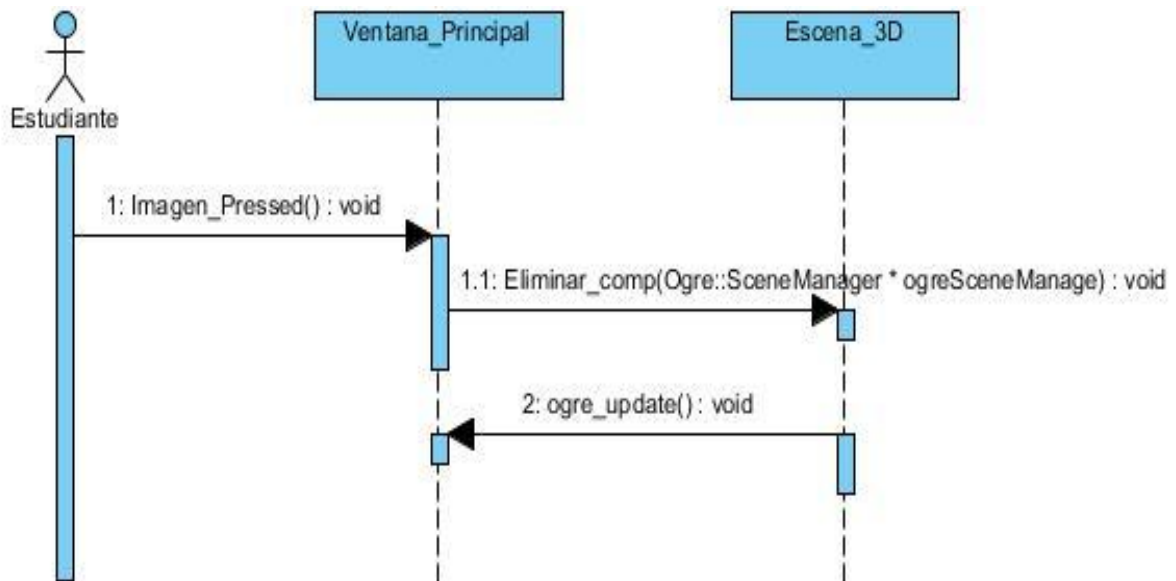 Ventana_Principal
Escena_3D
Estudiante
1: Imagen_Pressed() : void
1.1: Eliminar_comp(Ogre::SceneManager * ogreSceneManage) : void
2: ogre_update() : void